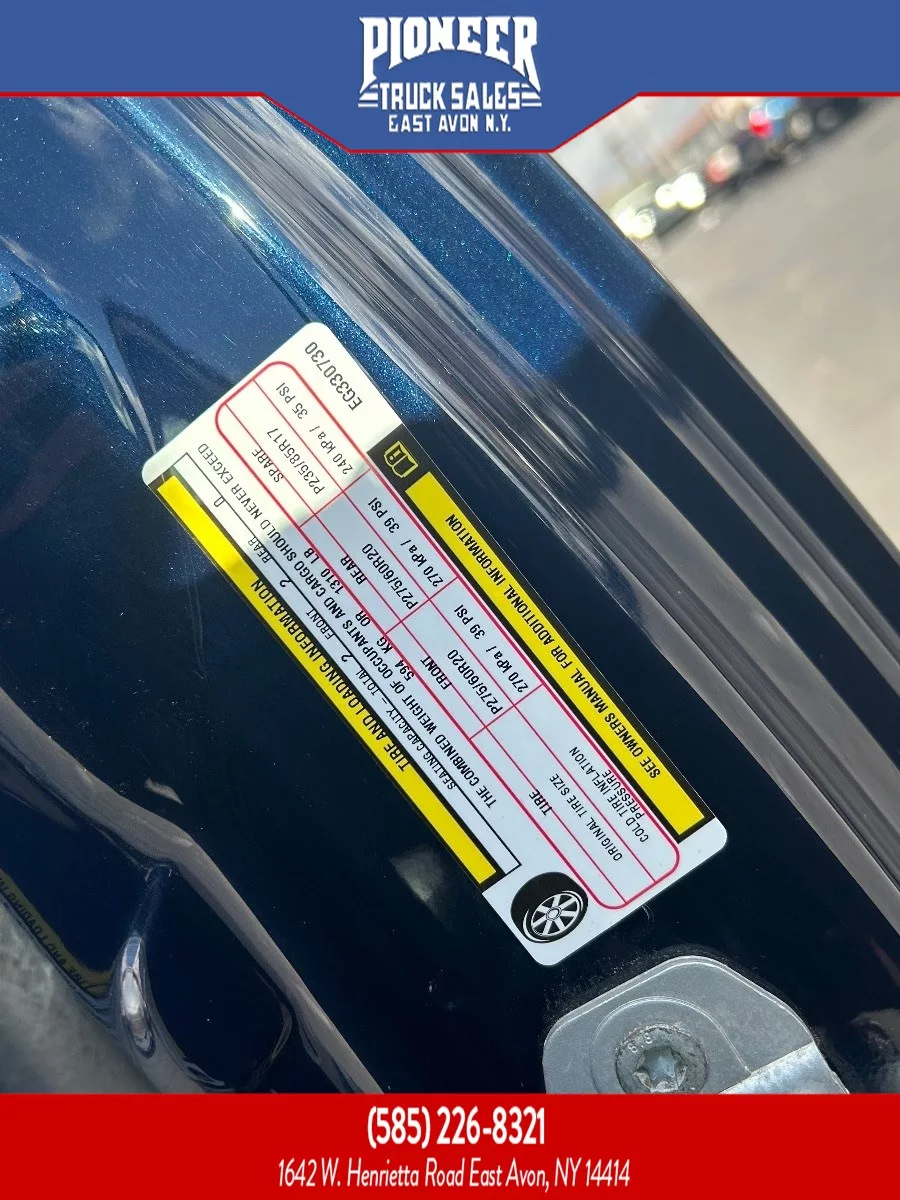 PIONEER
TRUCK SALES
EAST AVON N.Y.
TIRE AND LOADING INFORMATION
SEATING CAPACITY - TOTAL 2 FRONT 2 REAR 0
THE COMBINED WEIGHT OF OCCUPANTS AND CARGO SHOULD NEVER EXCEED
594 KG OR 1310 LB
TIRE FRONT REAR SPARE
ORIGINAL TIRE SIZE P275/60R20 P275/60R20 P235/85R17
COLD TIRE INFLATION PRESSURE 270 kPa / 39 PSI 270 kPa / 39 PSI 240 kPa / 35 PSI
SEE OWNERS MANUAL FOR ADDITIONAL INFORMATION
EG330730
8.8
(585) 226-8321
1642 W. Henrietta Road East Avon, NY 14414